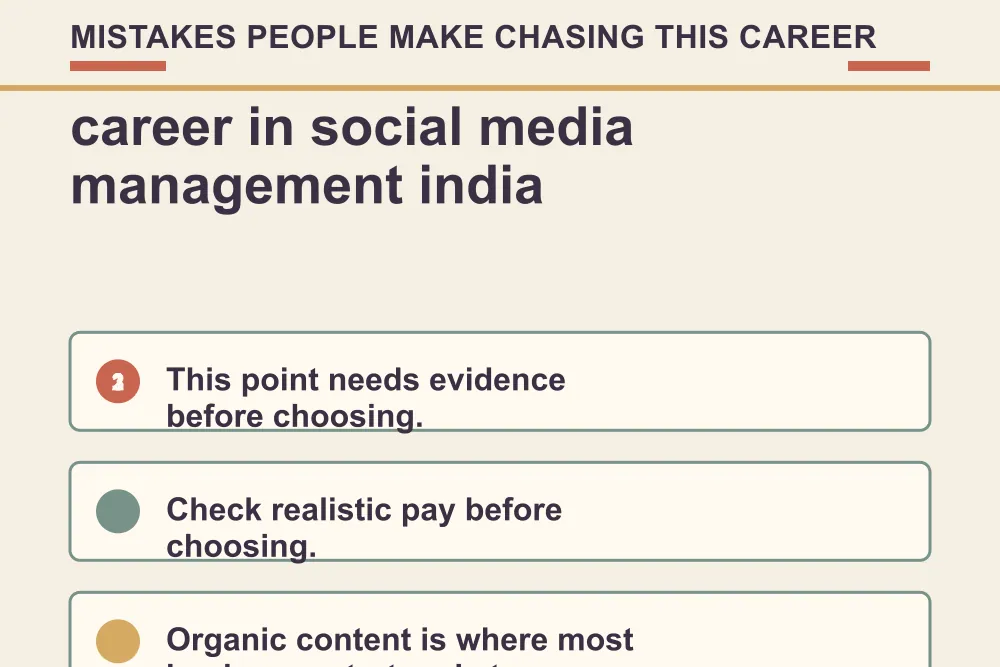 MISTAKES PEOPLE MAKE CHASING THIS CAREER
career in social media
management india
This point needs evidence
before choosing.
Check realistic pay before
choosing.
Organic content is where most